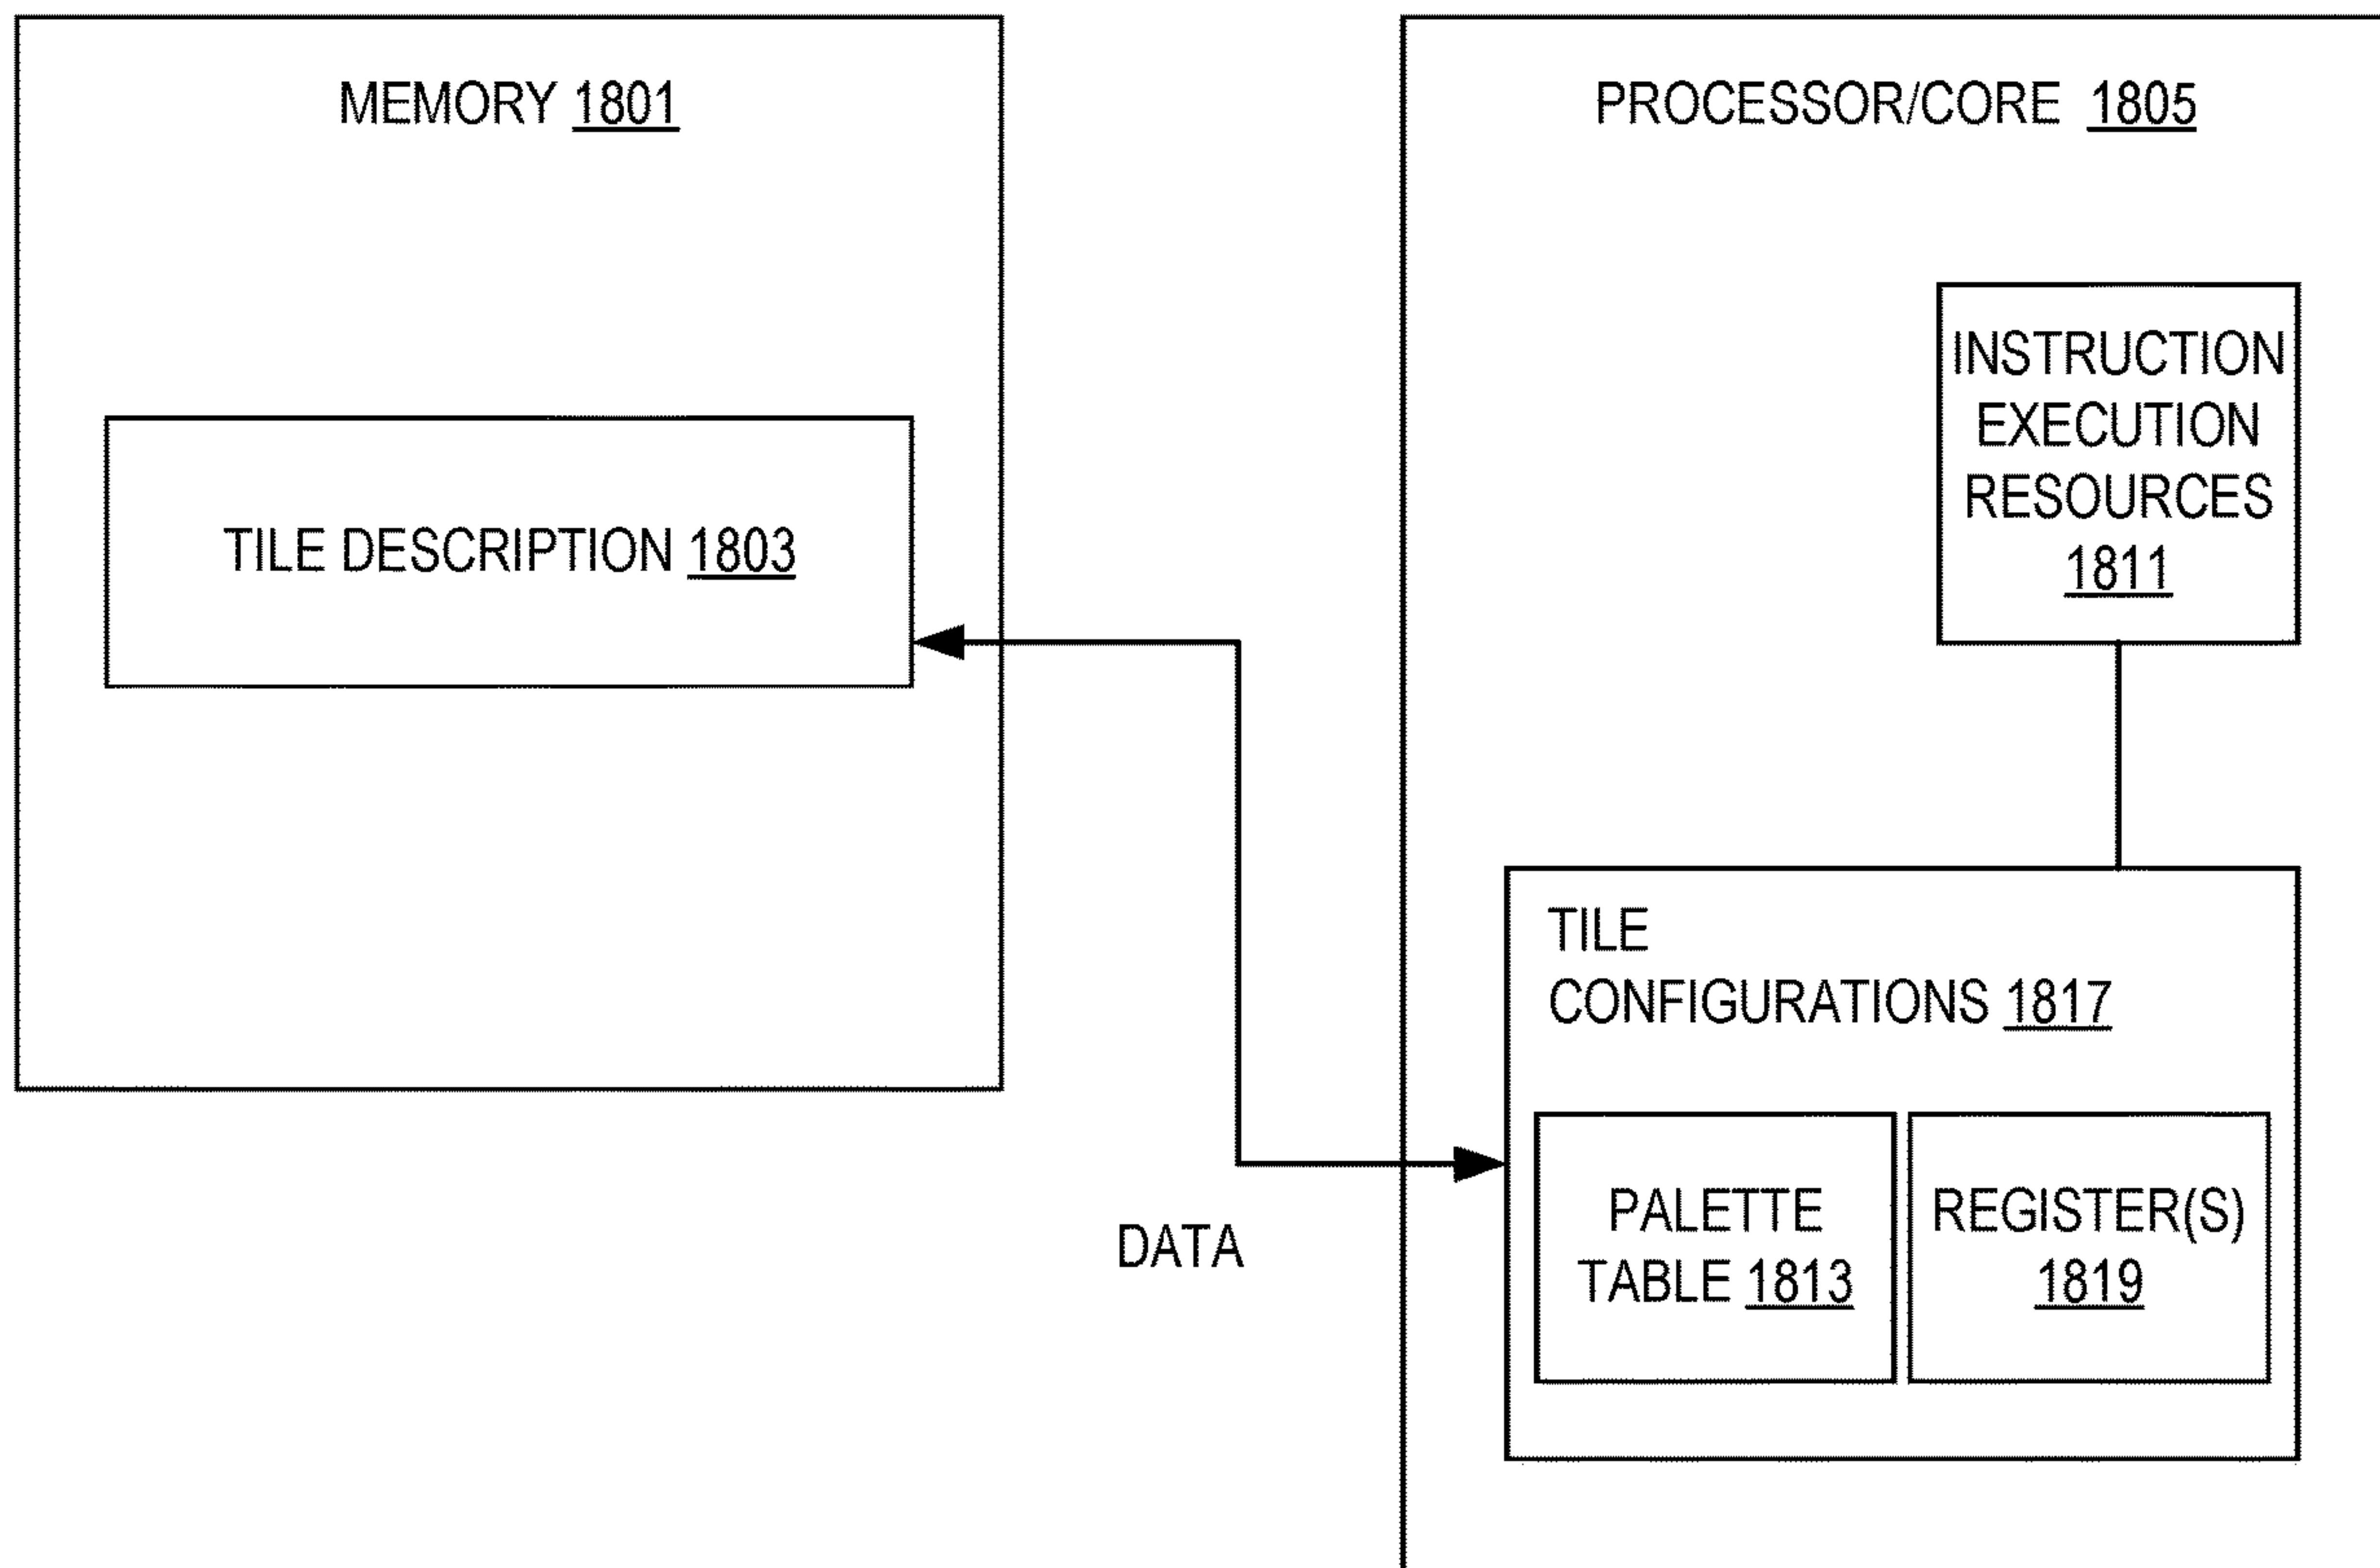 MEMORY 1801
PROCESSOR/CORE 1805
INSTRUCTION
EXECUTION
RESOURCES
1811
TILE DESCRIPTION 1803
TILE
CONFIGURATIONS 1817
PALETTE
TABLE 1813
REGISTER(S)
1819
DATA